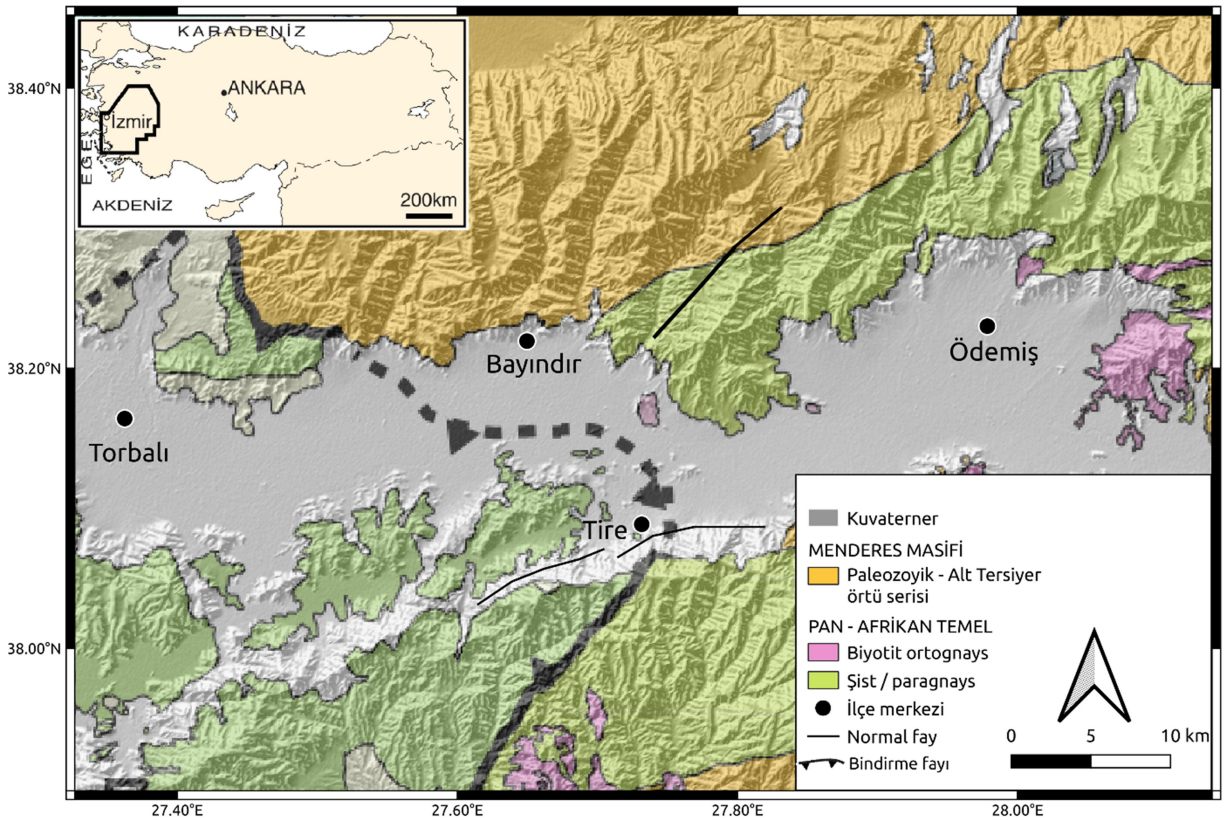 KARADENİZ
ANKARA
İzmir
EGE
AKDENİZ
200km
38.40°N
38.20°N
38.00°N
Bayındır
Ödemiş
Torbalı
Tire
Kuvaterner
MENDERES MASİFİ
Paleozoyik - Alt Tersiyer
örtü serisi
PAN - AFRİKAN TEMEL
Biyotit ortognays
Şist / paragnays
İlçe merkezi
Normal fay
Bindirme fayı
0 5 10 km
27.40°E 27.60°E 27.80°E 28.00°E